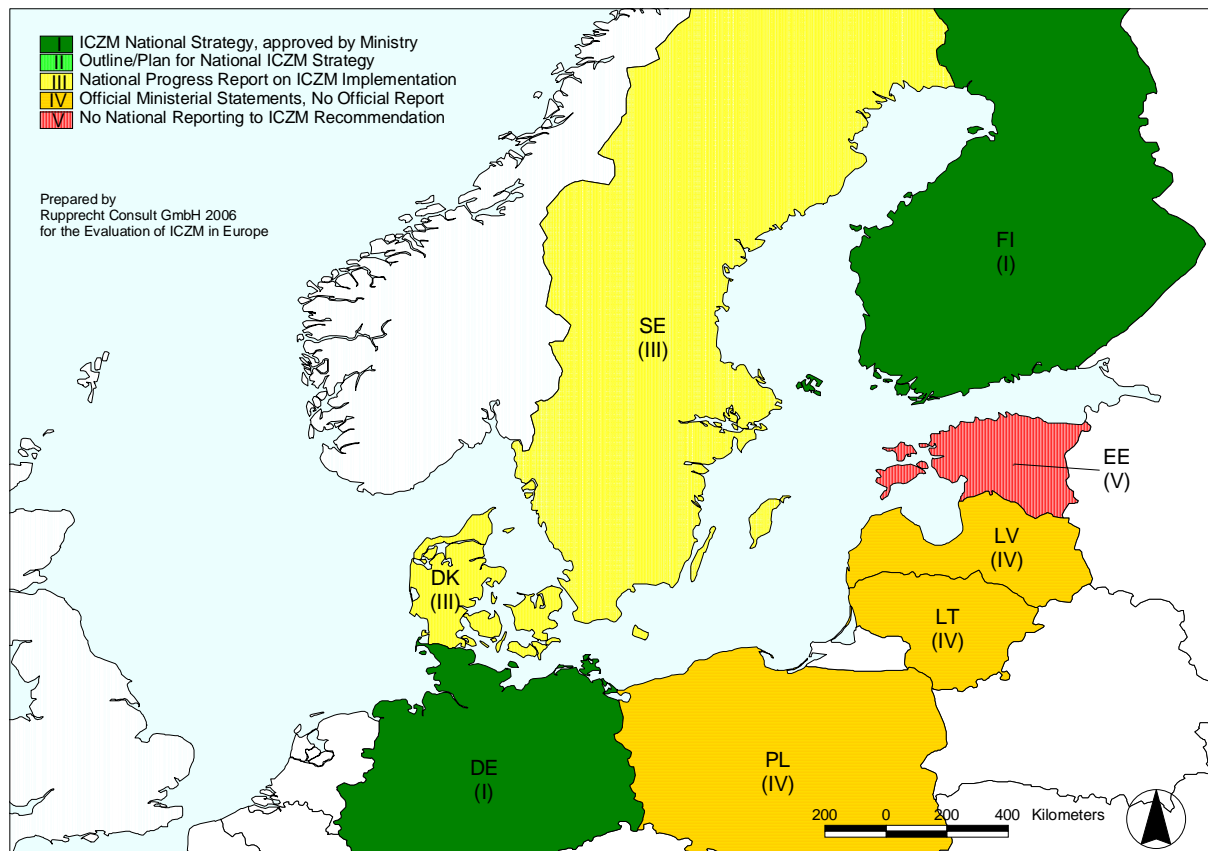 I ICZM National Strategy, approved by Ministry
II Outline/Plan for National ICZM Strategy
III National Progress Report on ICZM Implementation
IV Official Ministerial Statements, No Official Report
V No National Reporting to ICZM Recommendation
Prepared by
Rupprecht Consult GmbH 2006
for the Evaluation of ICZM in Europe
FI
(I)
SE
(III)
EE
(V)
LV
(IV)
DK
(III)
LT
(IV)
DE
(I)
PL
(IV)
200 0 200 400 Kilometers